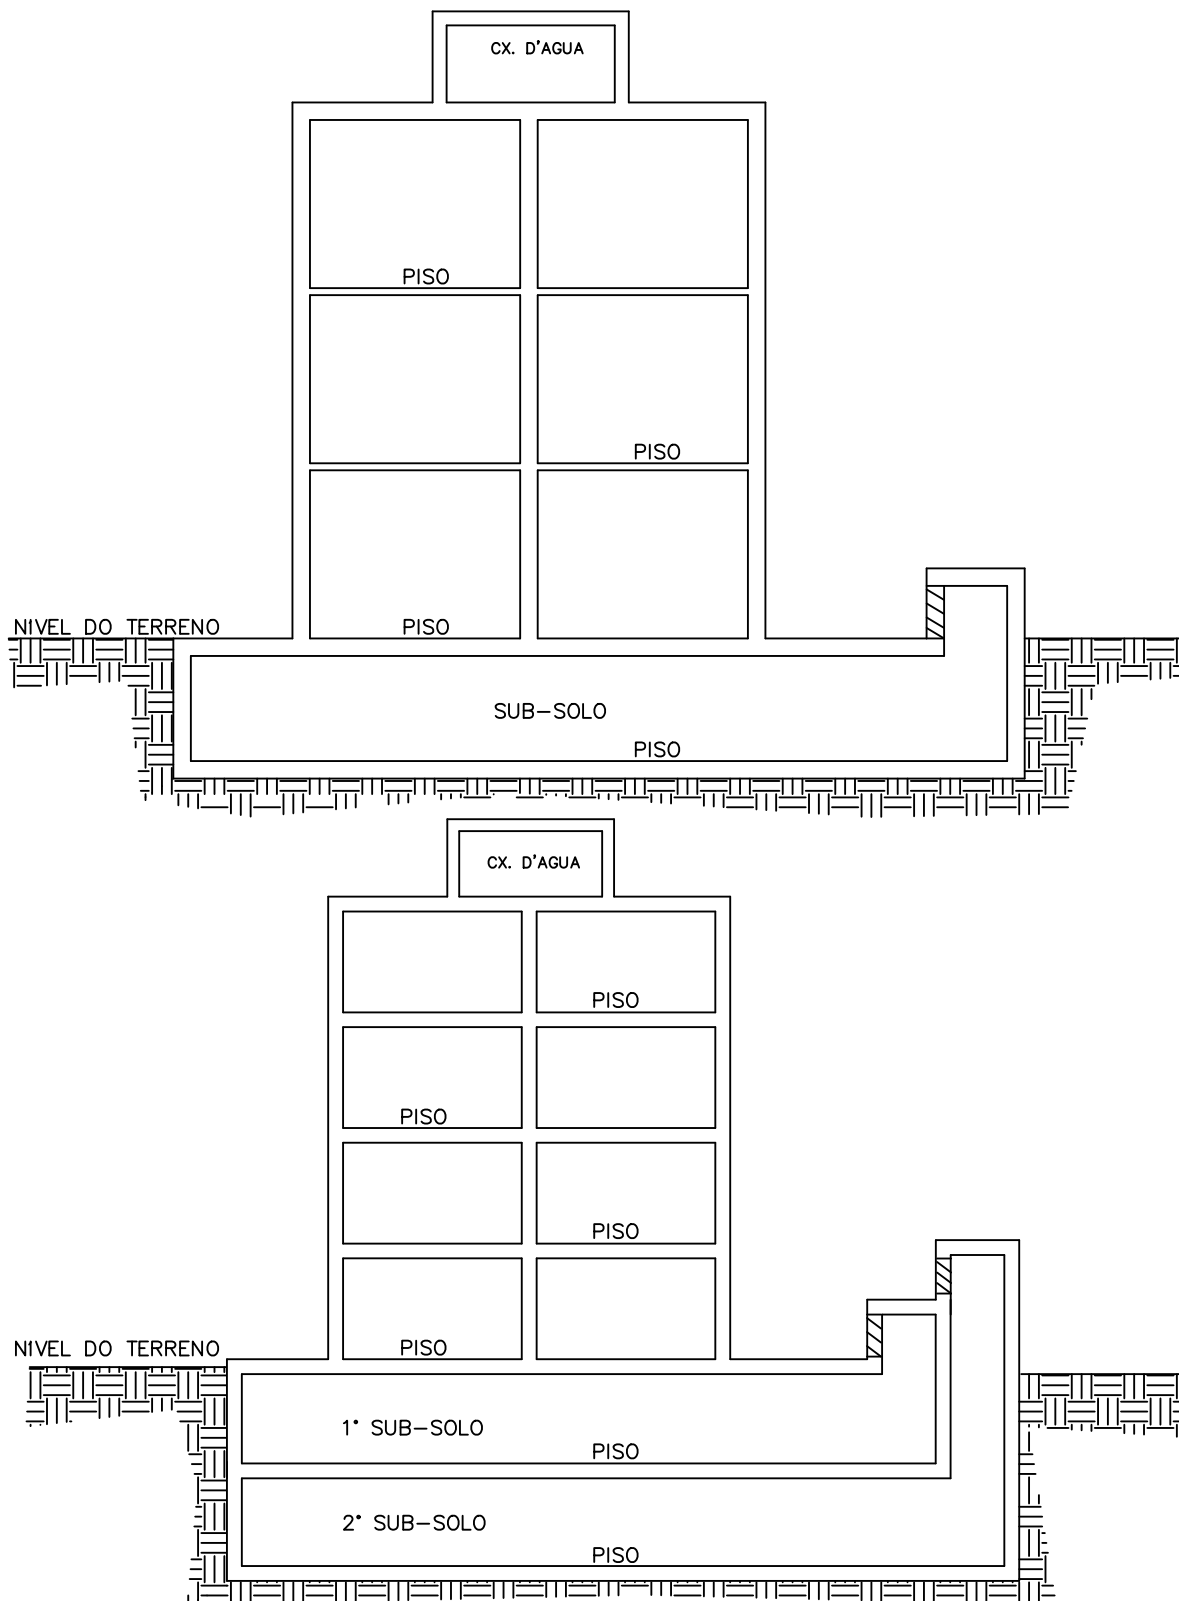 CX. D'AGUA
PISO
PISO
PISO
NIVEL DO TERRENO
SUB-SOLO
PISO
CX. D'AGUA
PISO
PISO
PISO
PISO
NIVEL DO TERRENO
1° SUB-SOLO
PISO
2° SUB-SOLO
PISO